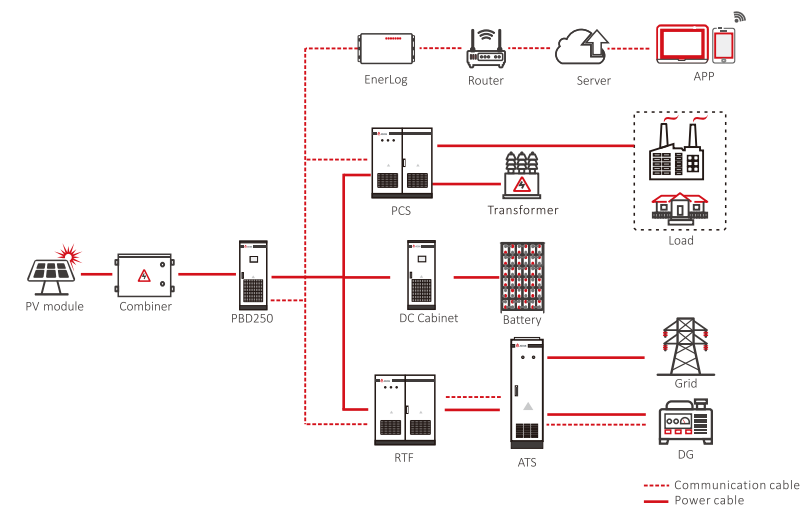 EnerLog
Router
Server
APP
PCS
Transformer
Load
PV module
Combiner
PBD250
DC Cabinet
Battery
Grid
RTF
ATS
DG
Communication cable
Power cable